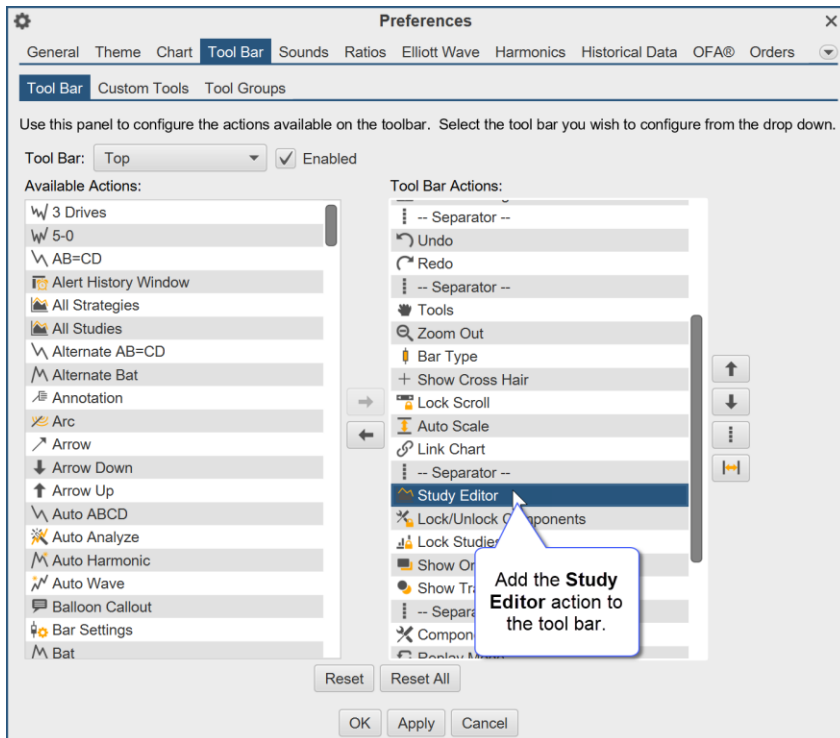 Preferences
General Theme Chart Tool Bar Sounds Ratios Elliott Wave Harmonics Historical Data OFA® Orders
Tool Bar Custom Tools Tool Groups
Use this panel to configure the actions available on the toolbar. Select the tool bar you wish to configure from the drop down.
Tool Bar: Top Enabled
Available Actions:
3 Drives
5-0
AB=CD
Alert History Window
All Strategies
All Studies
Alternate AB=CD
Alternate Bat
Annotation
Arc
Arrow
Arrow Down
Arrow Up
Auto ABCD
Auto Analyze
Auto Harmonic
Auto Wave
Balloon Callout
Bar Settings
Bat
Tool Bar Actions:
-- Separator --
Undo
Redo
-- Separator --
Tools
Zoom Out
Bar Type
Show Cross Hair
Lock Scroll
Auto Scale
Link Chart
-- Separator --
Study Editor
Lock/Unlock Components
Lock Studies
Show Or
Show Tra
-- Separa
Compon
Replay Mode
Add the Study
Editor action to
the tool bar.
Reset Reset All
OK Apply Cancel